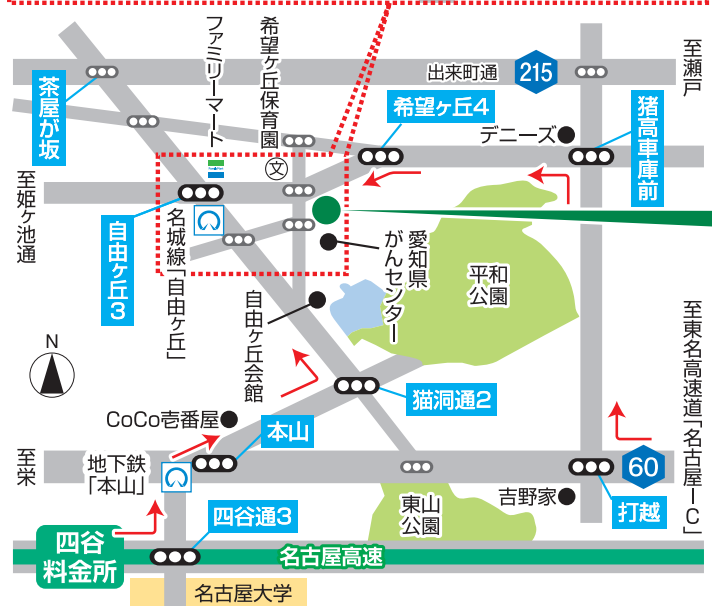 ファミリーマート
希望ヶ丘保育園
出来町通
215
至瀬戸
茶屋が坂
希望ヶ丘4
デニーズ
猪高車庫前
文
至姫ヶ池通
自由ヶ丘3
名城線「自由ヶ丘」
愛知県
がんセンター
平和
公園
自由ヶ丘会館
至東名高速道「名古屋IC」
N
猫洞通2
CoCo壱番屋
本山
至栄
地下鉄
「本山」
60
四谷通3
東山
公園
吉野家
打越
四谷
料金所
名古屋高速
名古屋大学